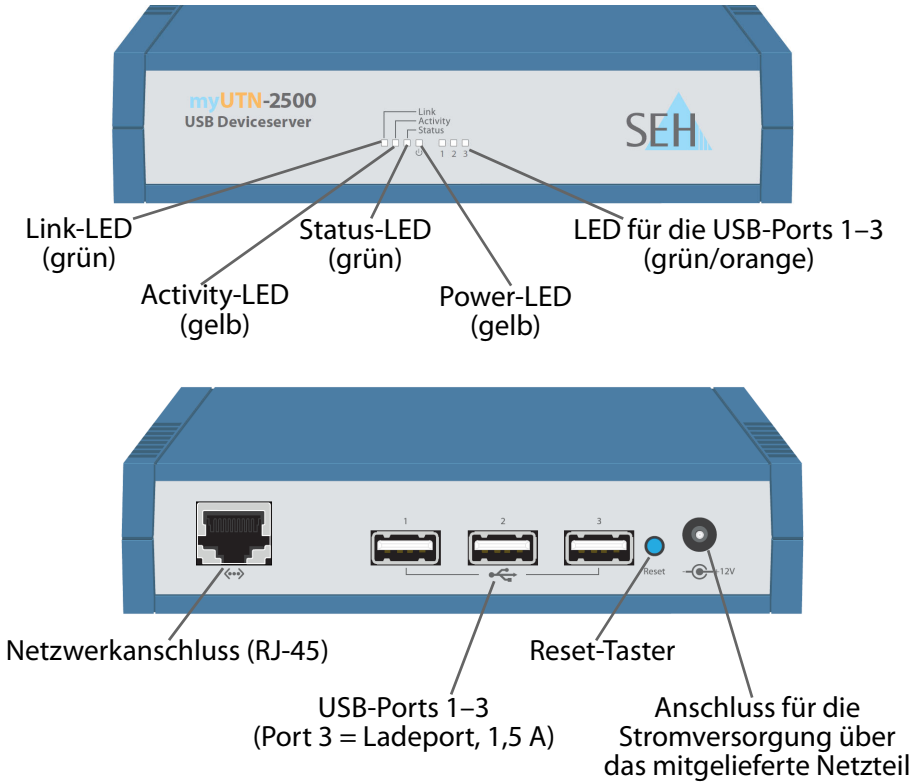 myUTN-2500
USB Deviceserver
Link
Activity
Status
1 2 3
SEH
Link-LED
(grün)
Status-LED
(grün)
LED für die USB-Ports 1–3
(grün/orange)
Activity-LED
(gelb)
Power-LED
(gelb)
1 2 3
Reset
12V
Netzwerkanschluss (RJ-45)
Reset-Taster
USB-Ports 1–3
(Port 3 = Ladeport, 1,5 A)
Anschluss für die
Stromversorgung über
das mitgelieferte Netzteil